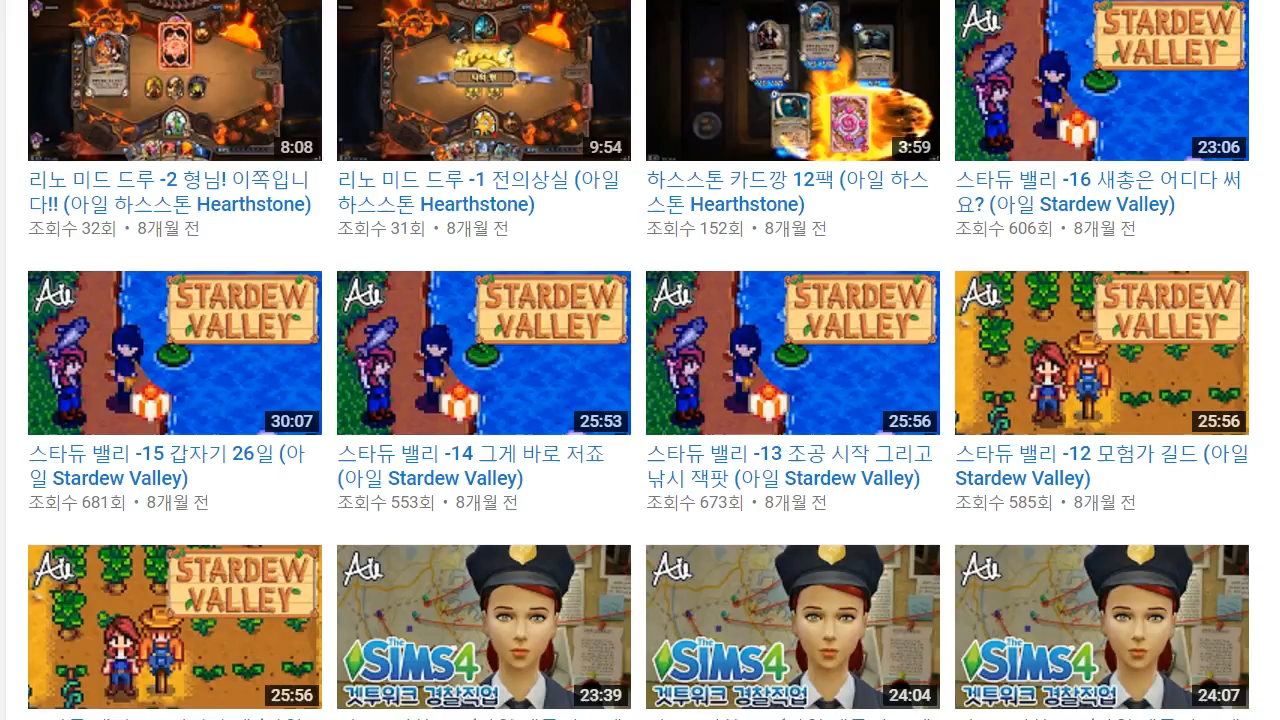 Adu
STARDEW
VALLEY
나의 턴
8:08
9:54
3:59
23:06
리노 미드 드루 -2 형님! 이쪽입니
다!! (아일 하스스톤 Hearthstone)
조회수 32회 • 8개월 전
리노 미드 드루 -1 전의상실 (아일
하스스톤 Hearthstone)
조회수 31회 • 8개월 전
하스스톤 카드깡 12팩 (아일 하스
스톤 Hearthstone)
조회수 152회 • 8개월 전
스타듀 밸리 -16 새총은 어디다 써
요? (아일 Stardew Valley)
조회수 606회 • 8개월 전
STARDEW
VALLEY
30:07
STARDEW
VALLEY
25:53
STARDEW
VALLEY
25:56
STARDEW
VALLEY
25:56
스타듀 밸리 -15 갑자기 26일 (아
일 Stardew Valley)
조회수 681회 • 8개월 전
스타듀 밸리 -14 그게 바로 저죠
(아일 Stardew Valley)
조회수 553회 • 8개월 전
스타듀 밸리 -13 조공 시작 그리고
낚시 잭팟 (아일 Stardew Valley)
조회수 673회 • 8개월 전
스타듀 밸리 -12 모험가 길드 (아일
Stardew Valley)
조회수 585회 • 8개월 전
STARDEW
VALLEY
25:56
The
SIMS4
겟투워크 경찰직업
23:39
The
SIMS4
겟투워크 경찰직업
24:04
The
SIMS4
겟투워크 경찰직업
24:07